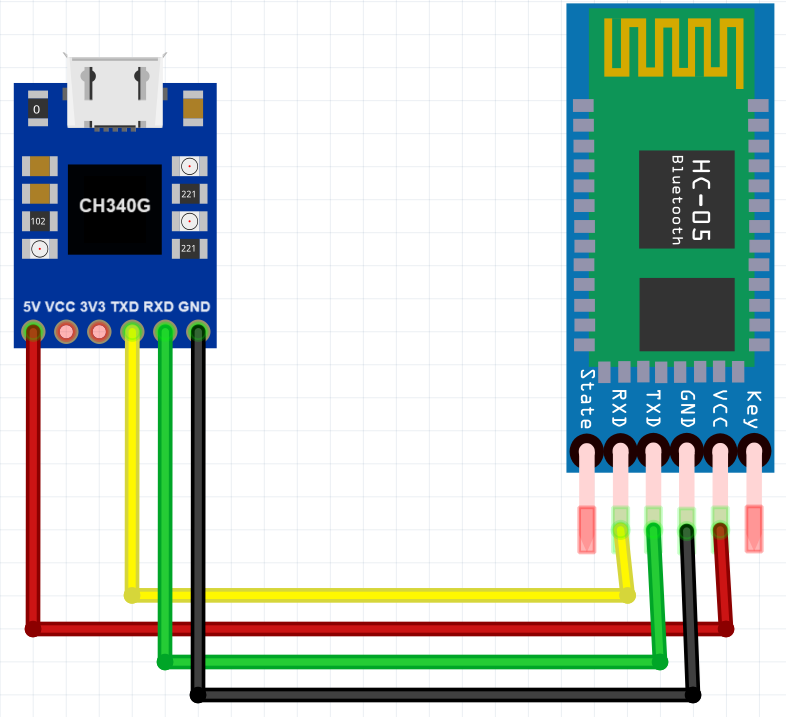 0
CH340G
102
221
221
5V VCC 3V3 TXD RXD GND
HC-05
Bluetooth
State
RXD
TXD
GND
VCC
Key